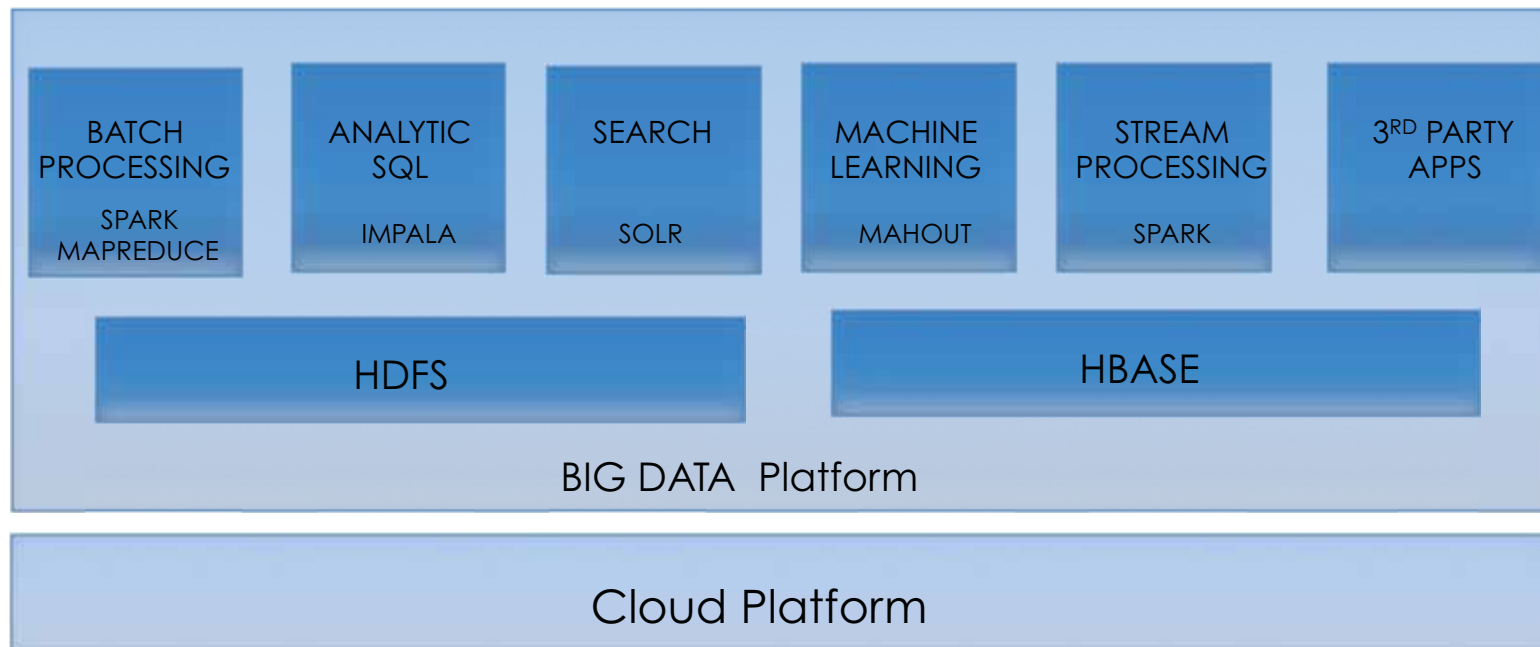 BATCH
PROCESSING
SPARK
MAPREDUCE
ANALYTIC
SQL
IMPALA
SEARCH
SOLR
MACHINE
LEARNING
MAHOUT
STREAM
PROCESSING
SPARK
3RD PARTY
APPS
HDFS
HBASE
BIG DATA Platform
Cloud Platform